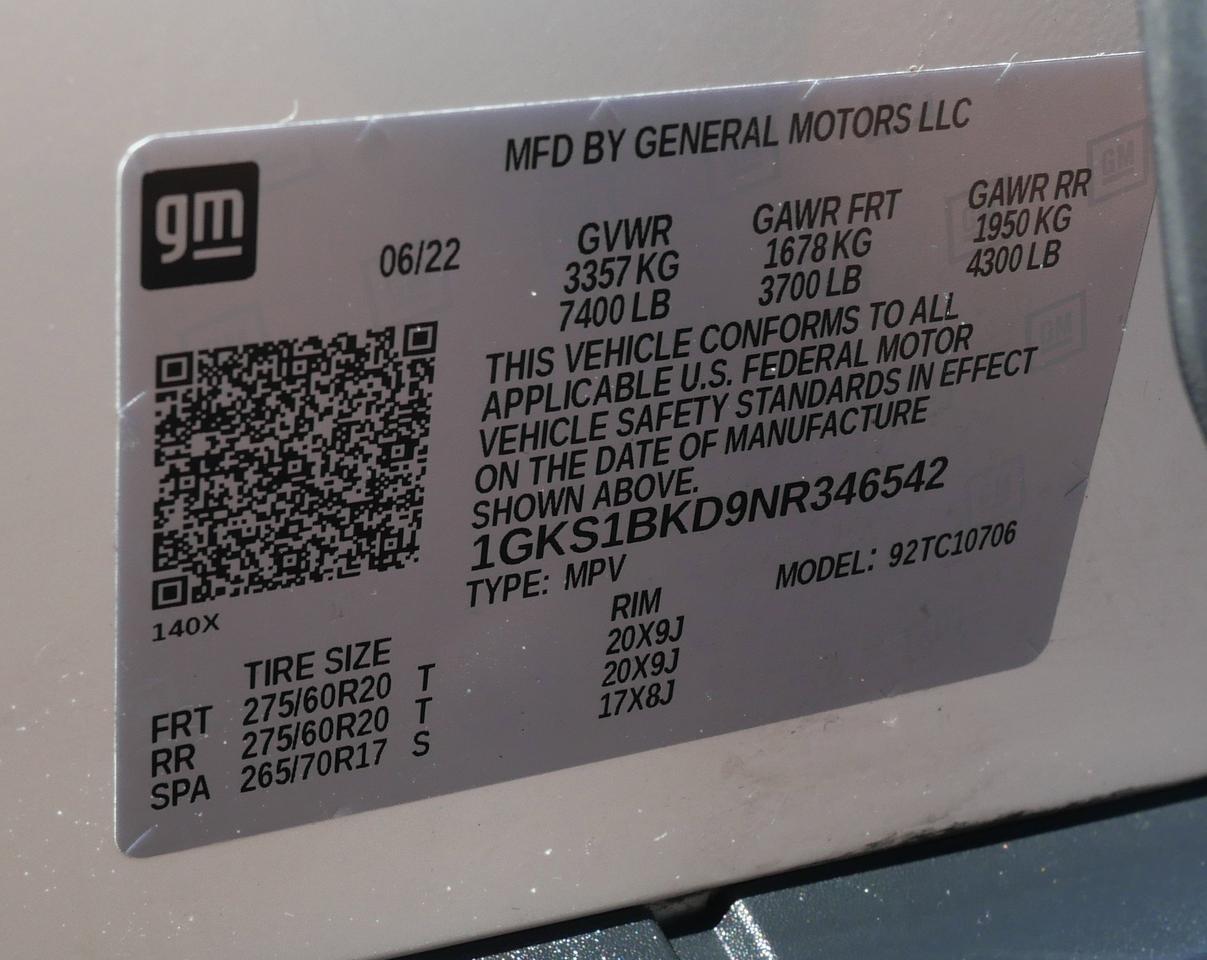 MFD BY GENERAL MOTORS LLC
gm
06/22
GVWR GAWR FRT GAWR RR
3357 KG 1678 KG 1950 KG
7400 LB 3700 LB 4300 LB
THIS VEHICLE CONFORMS TO ALL
APPLICABLE U.S. FEDERAL MOTOR
VEHICLE SAFETY STANDARDS IN EFFECT
ON THE DATE OF MANUFACTURE
SHOWN ABOVE.
1GKS1BKD9NR346542
TYPE: MPV MODEL: 92TC10706
140X
TIRE SIZE RIM
FRT 275/60R20 T 20X9J
RR 275/60R20 T 20X9J
SPA 265/70R17 S 17X8J
GM
GM